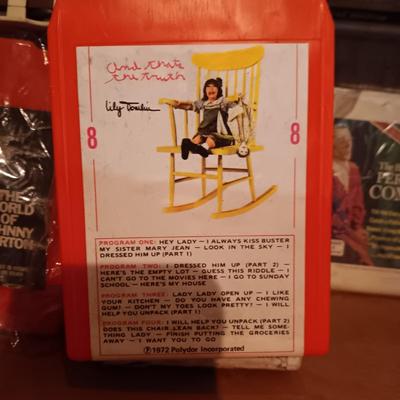 and that's
the truth
Lily Tomlin
8
8
PROGRAM ONE: HEY LADY — I ALWAYS KISS BUSTER
MY SISTER MARY JEAN — LOOK IN THE SKY — I
DRESSED HIM UP (PART 1)
PROGRAM TWO: I DRESSED HIM UP (PART 2) —
HERE'S THE EMPTY LOT — GUESS THIS RIDDLE — I
CAN'T GO TO THE MOVIES HERE — I GO TO SUNDAY
SCHOOL — HERE'S MY HOUSE
PROGRAM THREE: LADY LADY OPEN UP — I LIKE
YOUR KITCHEN — DO YOU HAVE ANY CHEWING
GUM? — DON'T MY TOES LOOK PRETTY? — I WILL
HELP YOU UNPACK (PART 1)
PROGRAM FOUR: I WILL HELP YOU UNPACK (PART 2)
DOES THIS CHAIR LEAN BACK? — TELL ME SOME-
THING LADY — FINISH PUTTING THE GROCERIES
AWAY — I WANT YOU TO GO
℗1972 Polydor Incorporated
THE
WORLD
OF